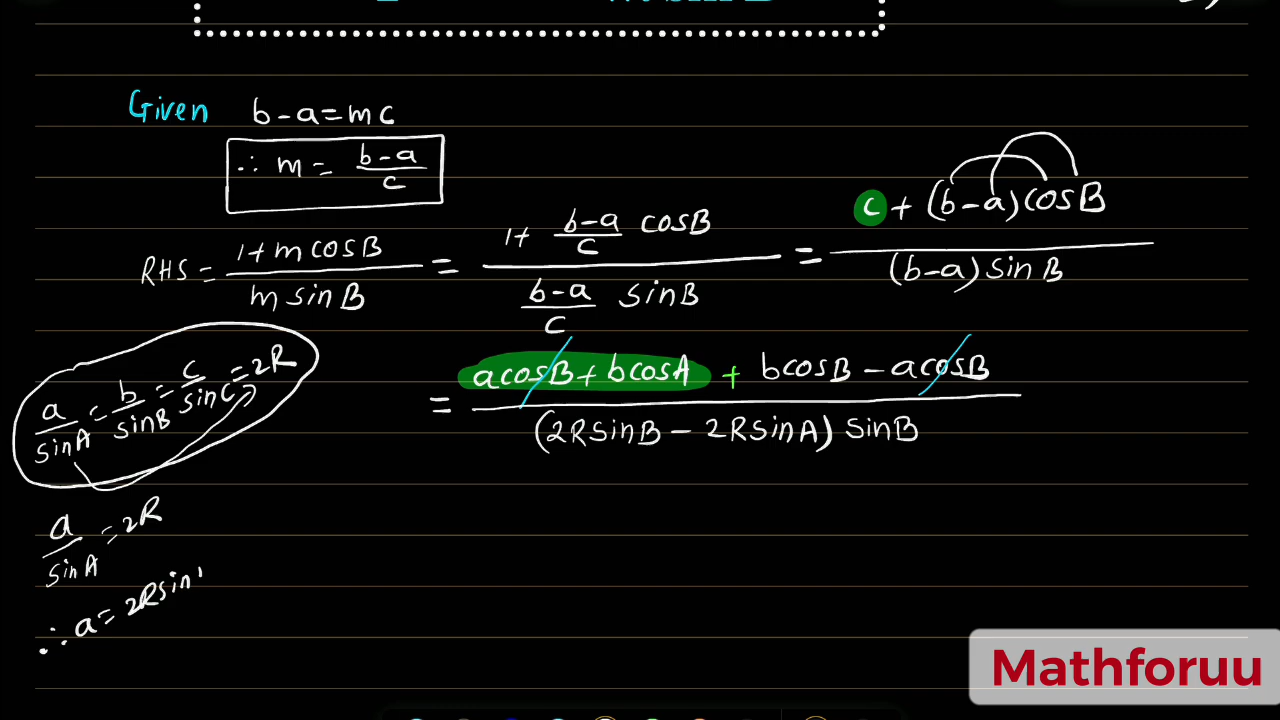 Given b-a=mc
∴ m = (b-a)/c
RHS = (1+m cosB)/(m sinB) = (1+ (b-a)/c cosB)/((b-a)/c sinB) = (c + (b-a)cosB)/((b-a) sinB)
= (acosB + bcosA + bcosB - acosB)/((2RsinB - 2RsinA) sinB)
a/sinA = b/sinB = c/sinC = 2R
a/sinA = 2R
∴ a = 2Rsin
Mathforuu